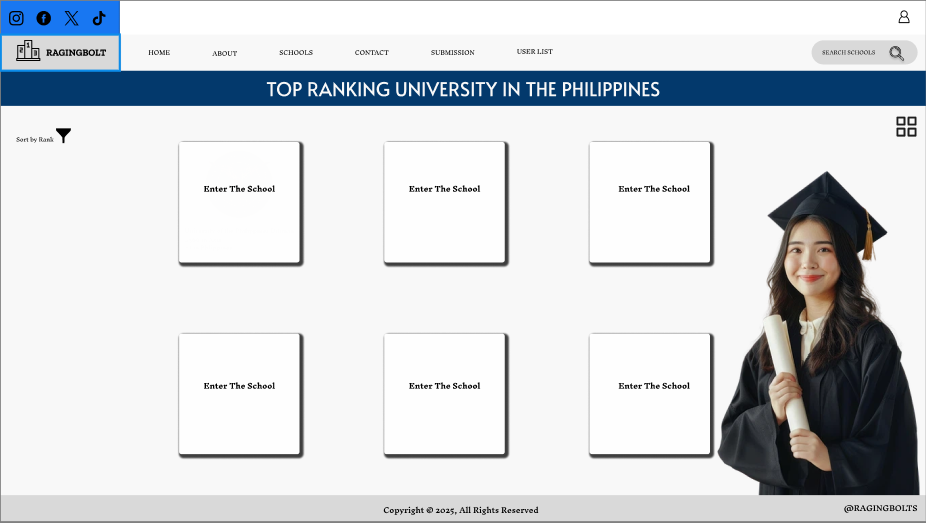 RAGINGBOLT
HOME
ABOUT
SCHOOLS
CONTACT
SUBMISSION
USER LIST
SEARCH SCHOOLS
TOP RANKING UNIVERSITY IN THE PHILIPPINES
Sort by Rank
Enter The School
Enter The School
Enter The School
Enter The School
Enter The School
Enter The School
Copyright © 2025, All Rights Reserved
@RAGINGBOLTS